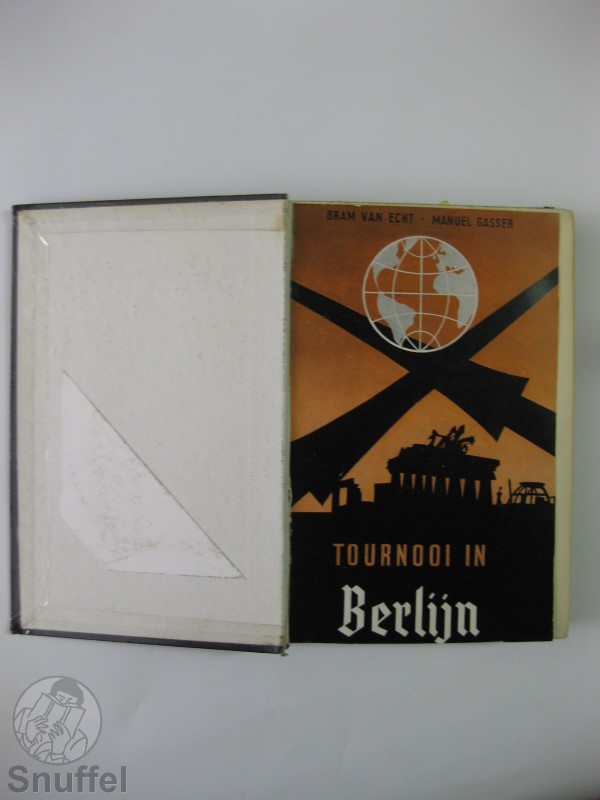 BRAM VAN ECHT • MANUEL GASSER
TOURNOOI IN
Berlijn
Snuffel